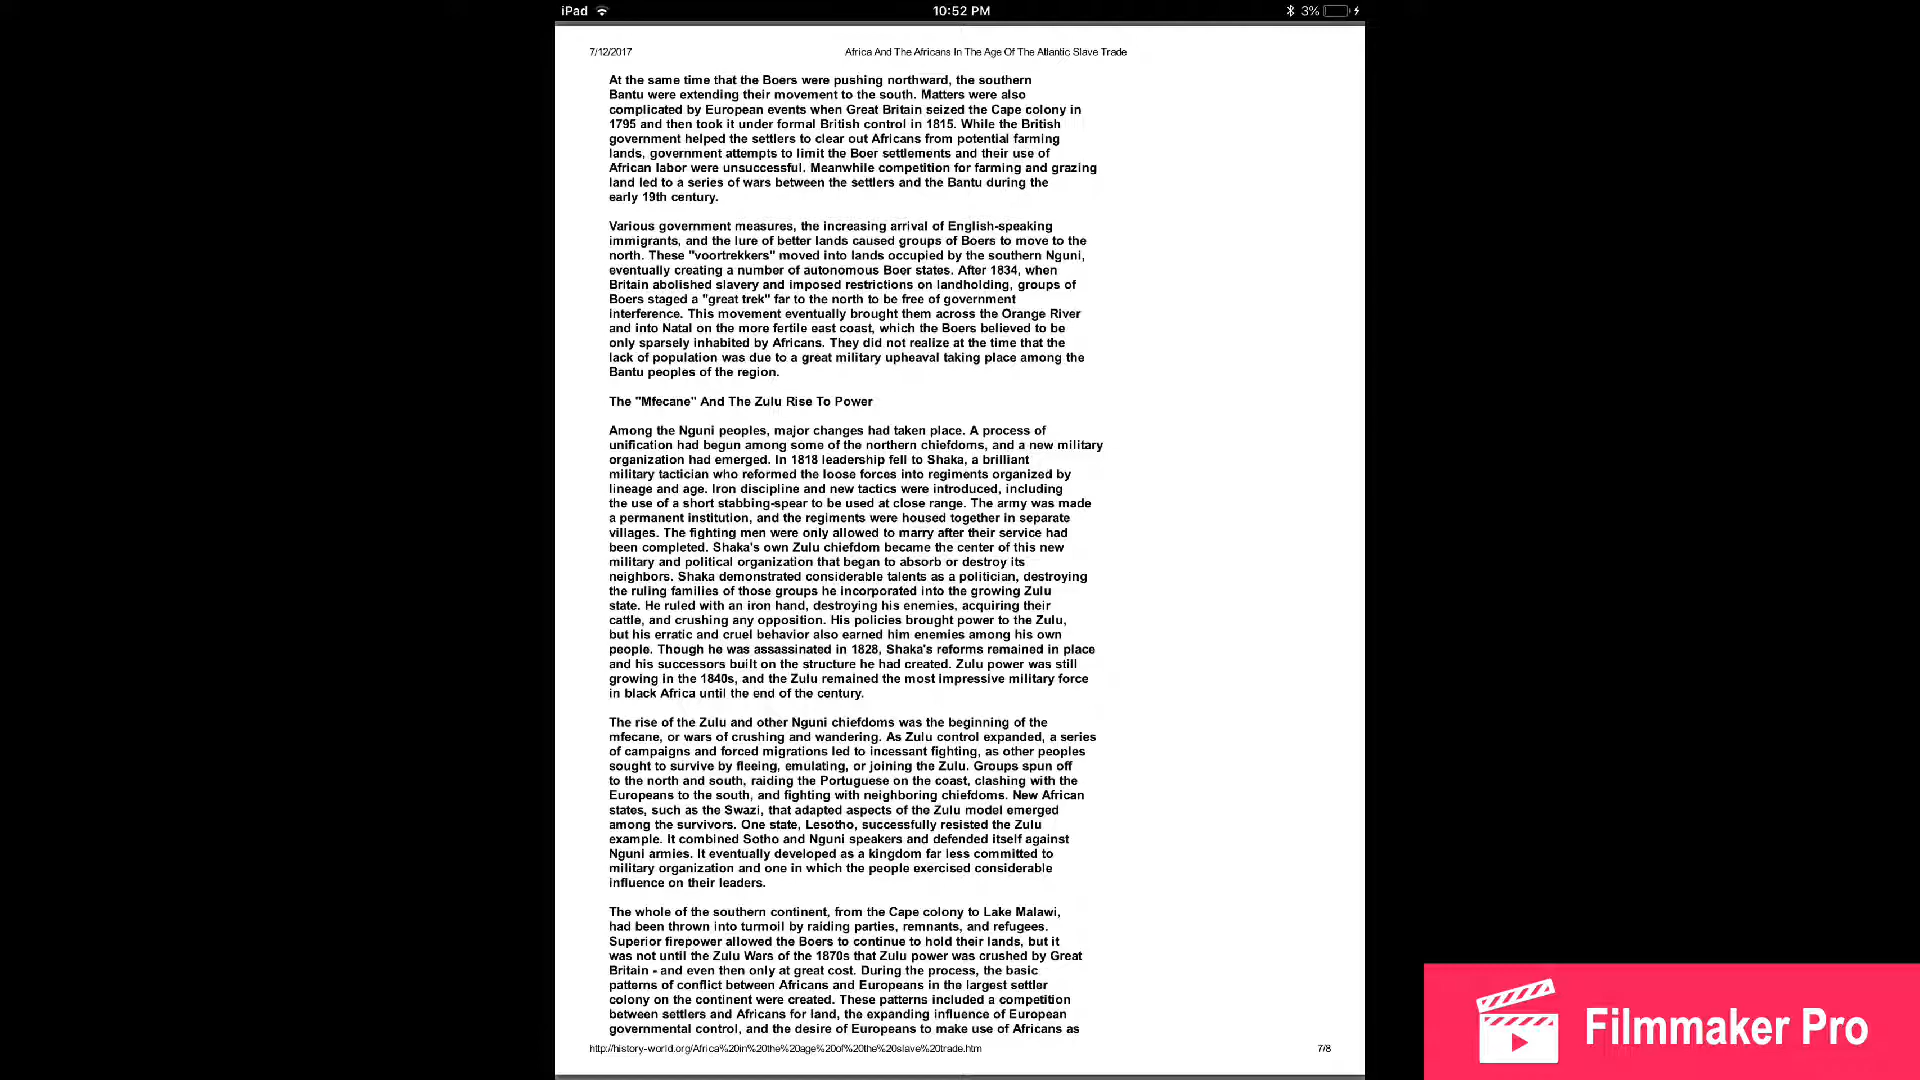 iPad
10:52 PM
3%
7/12/2017
Africa And The Africans In The Age Of The Atlantic Slave Trade
At the same time that the Boers were pushing northward, the southern
Bantu were extending their movement to the south. Matters were also
complicated by European events when Great Britain seized the Cape colony in
1795 and then took it under formal British control in 1815. While the British
government helped the settlers to clear out Africans from potential farming
lands, government attempts to limit the Boer settlements and their use of
African labor were unsuccessful. Meanwhile competition for farming and grazing
land led to a series of wars between the settlers and the Bantu during the
early 19th century.
Various government measures, the increasing arrival of English-speaking
immigrants, and the lure of better lands caused groups of Boers to move to the
north. These "voortrekkers" moved into lands occupied by the southern Nguni,
eventually creating a number of autonomous Boer states. After 1834, when
Britain abolished slavery and imposed restrictions on landholding, groups of
Boers staged a "great trek" far to the north to be free of government
interference. This movement eventually brought them across the Orange River
and into Natal on the more fertile east coast, which the Boers believed to be
only sparsely inhabited by Africans. They did not realize at the time that the
lack of population was due to a great military upheaval taking place among the
Bantu peoples of the region.
The "Mfecane" And The Zulu Rise To Power
Among the Nguni peoples, major changes had taken place. A process of
unification had begun among some of the northern chiefdoms, and a new military
organization had emerged. In 1818 leadership fell to Shaka, a brilliant
military tactician who reformed the loose forces into regiments organized by
lineage and age. Iron discipline and new tactics were introduced, including
the use of a short stabbing-spear to be used at close range. The army was made
a permanent institution, and the regiments were housed together in separate
villages. The fighting men were only allowed to marry after their service had
been completed. Shaka's own Zulu chiefdom became the center of this new
military and political organization that began to absorb or destroy its
neighbors. Shaka demonstrated considerable talents as a politician, destroying
the ruling families of those groups he incorporated into the growing Zulu
state. He ruled with an iron hand, destroying his enemies, acquiring their
cattle, and crushing any opposition. His policies brought power to the Zulu,
but his erratic and cruel behavior also earned him enemies among his own
people. Though he was assassinated in 1828, Shaka's reforms remained in place
and his successors built on the structure he had created. Zulu power was still
growing in the 1840s, and the Zulu remained the most impressive military force
in black Africa until the end of the century.
The rise of the Zulu and other Nguni chiefdoms was the beginning of the
mfecane, or wars of crushing and wandering. As Zulu control expanded, a series
of campaigns and forced migrations led to incessant fighting, as other peoples
sought to survive by fleeing, emulating, or joining the Zulu. Groups spun off
to the north and south, raiding the Portuguese on the coast, clashing with the
Europeans to the south, and fighting with neighboring chiefdoms. New African
states, such as the Swazi, that adapted aspects of the Zulu model emerged
among the survivors. One state, Lesotho, successfully resisted the Zulu
example. It combined Sotho and Nguni speakers and defended itself against
Nguni armies. It eventually developed as a kingdom far less committed to
military organization and one in which the people exercised considerable
influence on their leaders.
The whole of the southern continent, from the Cape colony to Lake Malawi,
had been thrown into turmoil by raiding parties, remnants, and refugees.
Superior firepower allowed the Boers to continue to hold their lands, but it
was not until the Zulu Wars of the 1870s that Zulu power was crushed by Great
Britain - and even then only at great cost. During the process, the basic
patterns of conflict between Africans and Europeans in the largest settler
colony on the continent were created. These patterns included a competition
between settlers and Africans for land, the expanding influence of European
governmental control, and the desire of Europeans to make use of Africans as
http://history-world.org/Africa%20in%20the%20age%20of%20the%20slave%20trade.htm
7/8
Filmmaker Pro